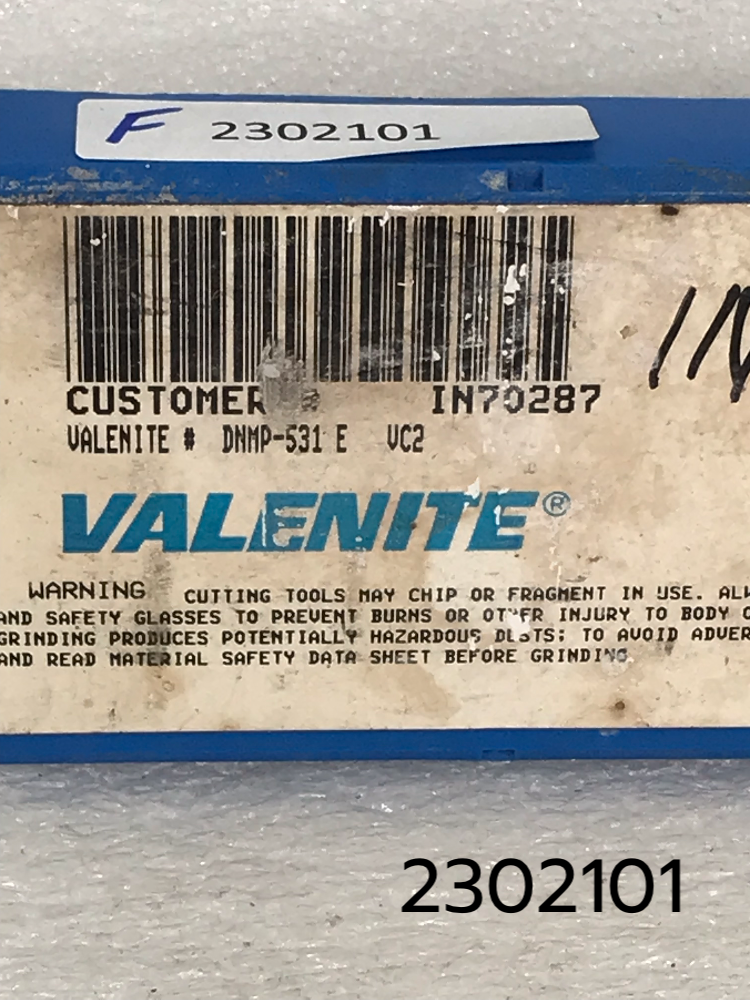 F 2302101
CUSTOMER # IN70287
VALENITE # DNMP-531 E VC2
VALENITE®
WARNING CUTTING TOOLS MAY CHIP OR FRAGMENT IN USE. ALW
AND SAFETY GLASSES TO PREVENT BURNS OR OTHER INJURY TO BODY O
GRINDING PRODUCES POTENTIALLY HAZARDOUS DUSTS: TO AVOID ADVER
AND READ MATERIAL SAFETY DATA SHEET BEFORE GRINDING
2302101